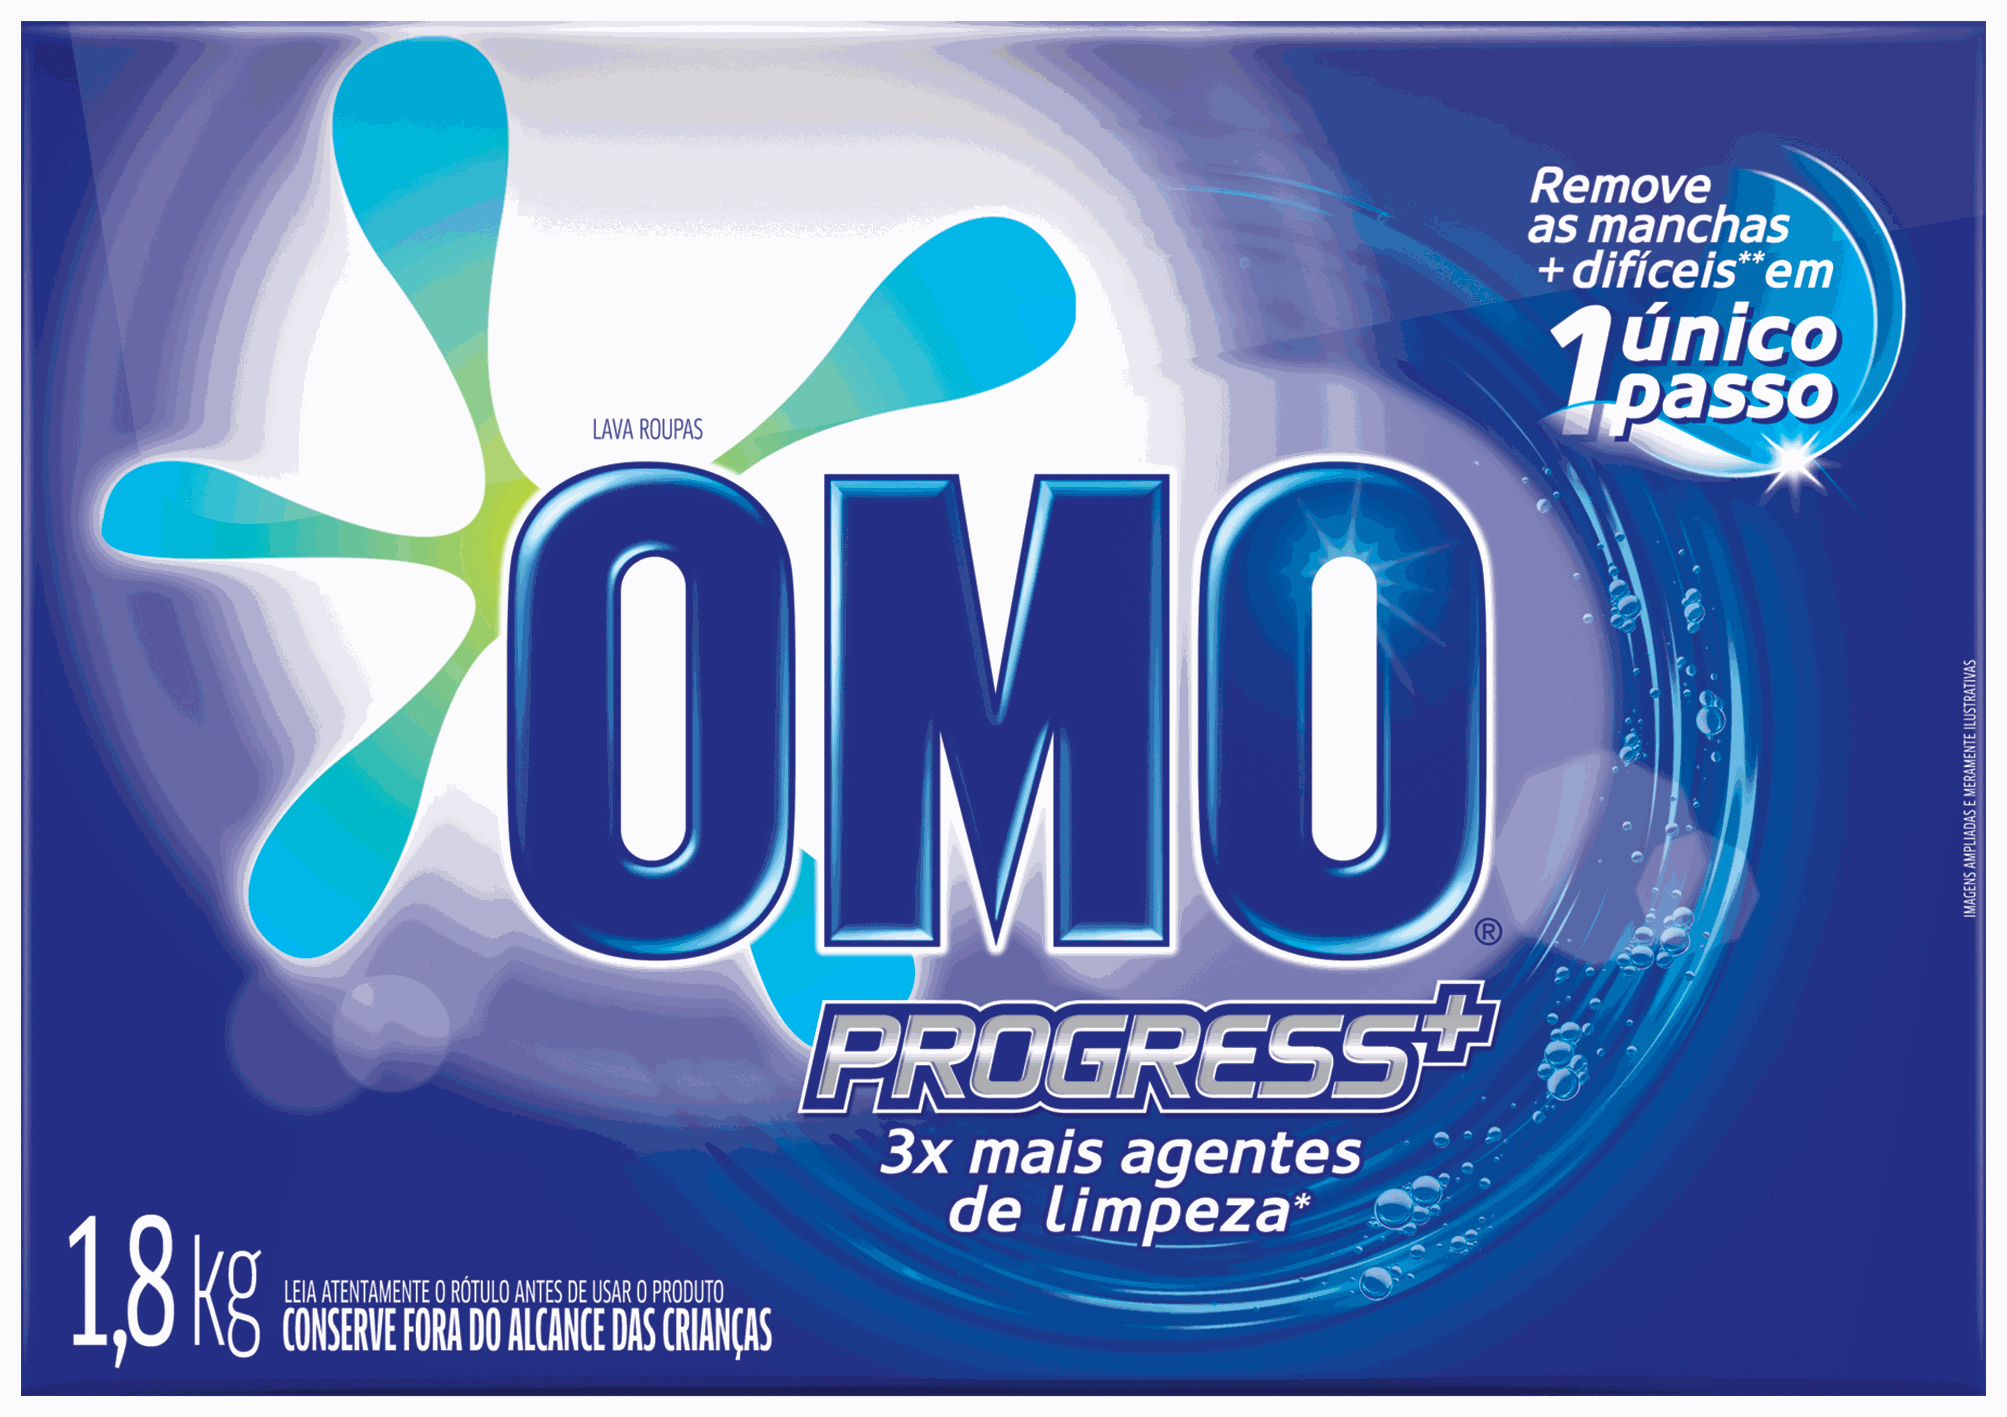 Remove
as manchas
+ difíceis** em
1 único
passo
LAVA ROUPAS
OMO
®
PROGRESS+
3x mais agentes
de limpeza*
1,8 kg
LEIA ATENTAMENTE O RÓTULO ANTES DE USAR O PRODUTO
CONSERVE FORA DO ALCANCE DAS CRIANÇAS
IMAGENS AMPLIADAS E MERAMENTE ILUSTRATIVAS